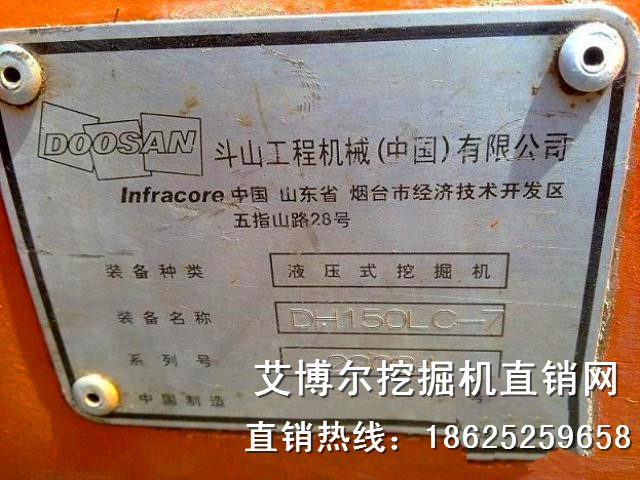 DOOSAN 斗山工程机械(中国)有限公司
Infracore 中国 山东省 烟台市经济技术开发区
五指山路28号
装备种类 液压式挖掘机
装备名称 DH150LC-7
系列号
艾博尔挖掘机直销网
中国制造 号
直销热线：18625259658